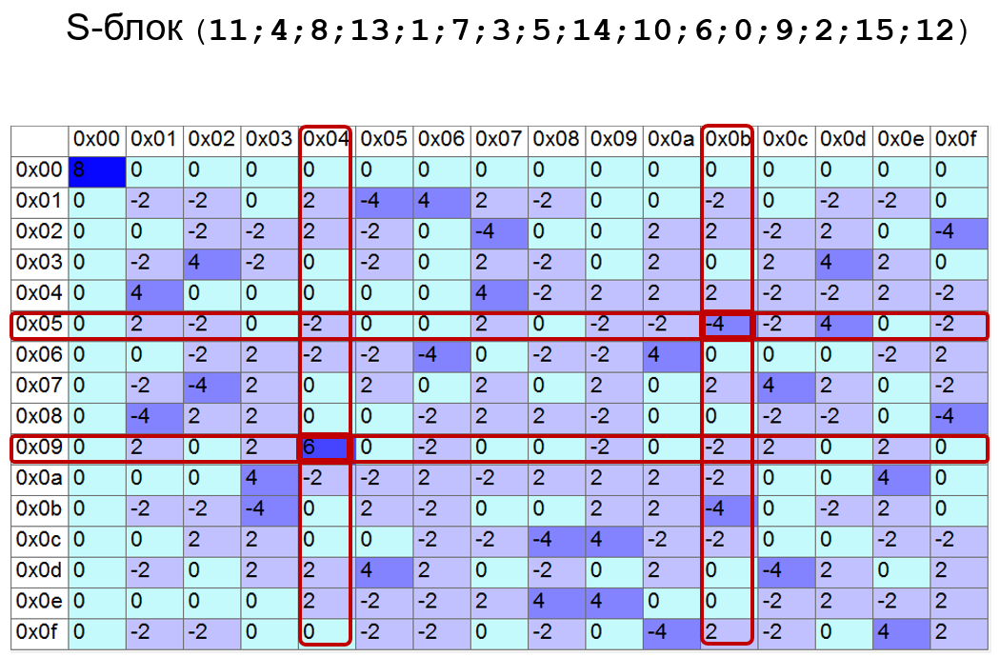 S-блок (11;4;8;13;1;7;3;5;14;10;6;0;9;2;15;12)
0x00 0x01 0x02 0x03 0x04 0x05 0x06 0x07 0x08 0x09 0x0a 0x0b 0x0c 0x0d 0x0e 0x0f
0x00 8 0 0 0 0 0 0 0 0 0 0 0 0 0 0 0
0x01 0 -2 -2 0 2 -4 4 2 -2 0 0 -2 0 -2 -2 0
0x02 0 0 -2 -2 2 -2 0 -4 0 0 2 2 -2 2 0 -4
0x03 0 -2 4 -2 0 -2 0 2 -2 0 2 0 2 4 2 0
0x04 0 4 0 0 0 0 0 4 -2 2 2 2 -2 -2 2 -2
0x05 0 2 -2 0 -2 0 0 2 0 -2 -2 -4 -2 4 0 -2
0x06 0 0 -2 2 -2 -2 -4 0 -2 -2 4 0 0 0 -2 2
0x07 0 -2 -4 2 0 2 0 2 0 2 0 2 4 2 0 -2
0x08 0 -4 2 2 0 0 -2 2 2 -2 0 0 -2 -2 0 -4
0x09 0 2 0 2 6 0 -2 0 0 -2 0 -2 2 0 2 0
0x0a 0 0 0 4 -2 -2 2 -2 2 2 -2 -2 0 0 4 0
0x0b 0 -2 -2 -4 0 2 -2 0 0 2 2 -4 0 -2 2 0
0x0c 0 0 2 2 0 0 -2 -2 -4 4 -2 -2 0 0 -2 -2
0x0d 0 -2 0 2 2 4 2 0 -2 0 2 0 -4 2 0 2
0x0e 0 0 0 0 2 -2 -2 2 4 4 0 0 -2 2 -2 2
0x0f 0 -2 -2 0 0 -2 -2 0 -2 0 -4 2 -2 0 4 2